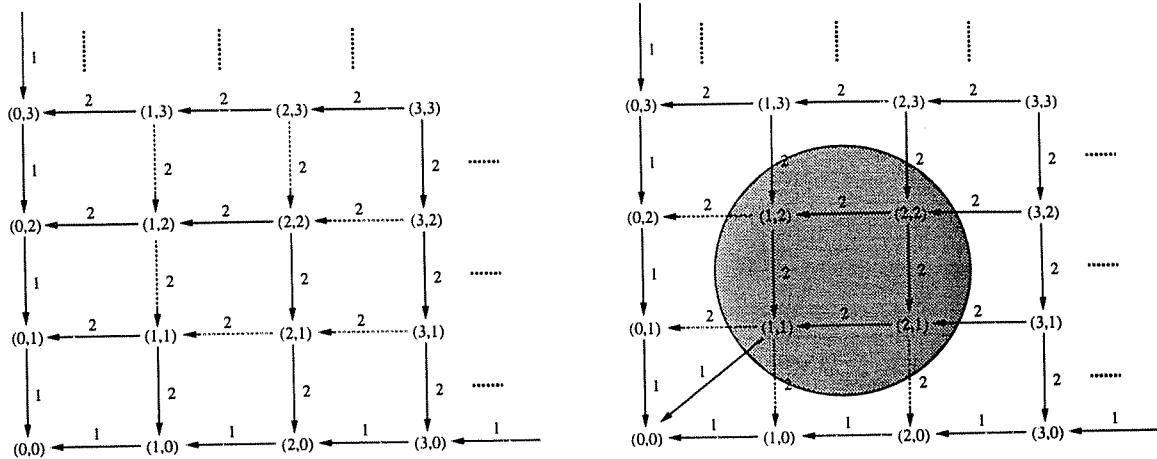 1
2 2 2
(0,3) (1,3) (2,3) (3,3)
1 2 2 2
2 2 2
(0,2) (1,2) (2,2) (3,2)
1 2 2 2
2 2 2
(0,1) (1,1) (2,1) (3,1)
1 2 2 2
1 1 1
(0,0) (1,0) (2,0) (3,0)
1
2 2 2
(0,3) (1,3) (2,3) (3,3)
1 2 2 2
2 2 2
(0,2) (1,2) (2,2) (3,2)
1 2 2 2
2 2 2
(0,1) (1,1) (2,1) (3,1)
1 1 2 2 2
1 1 1 1
(0,0) (1,0) (2,0) (3,0)